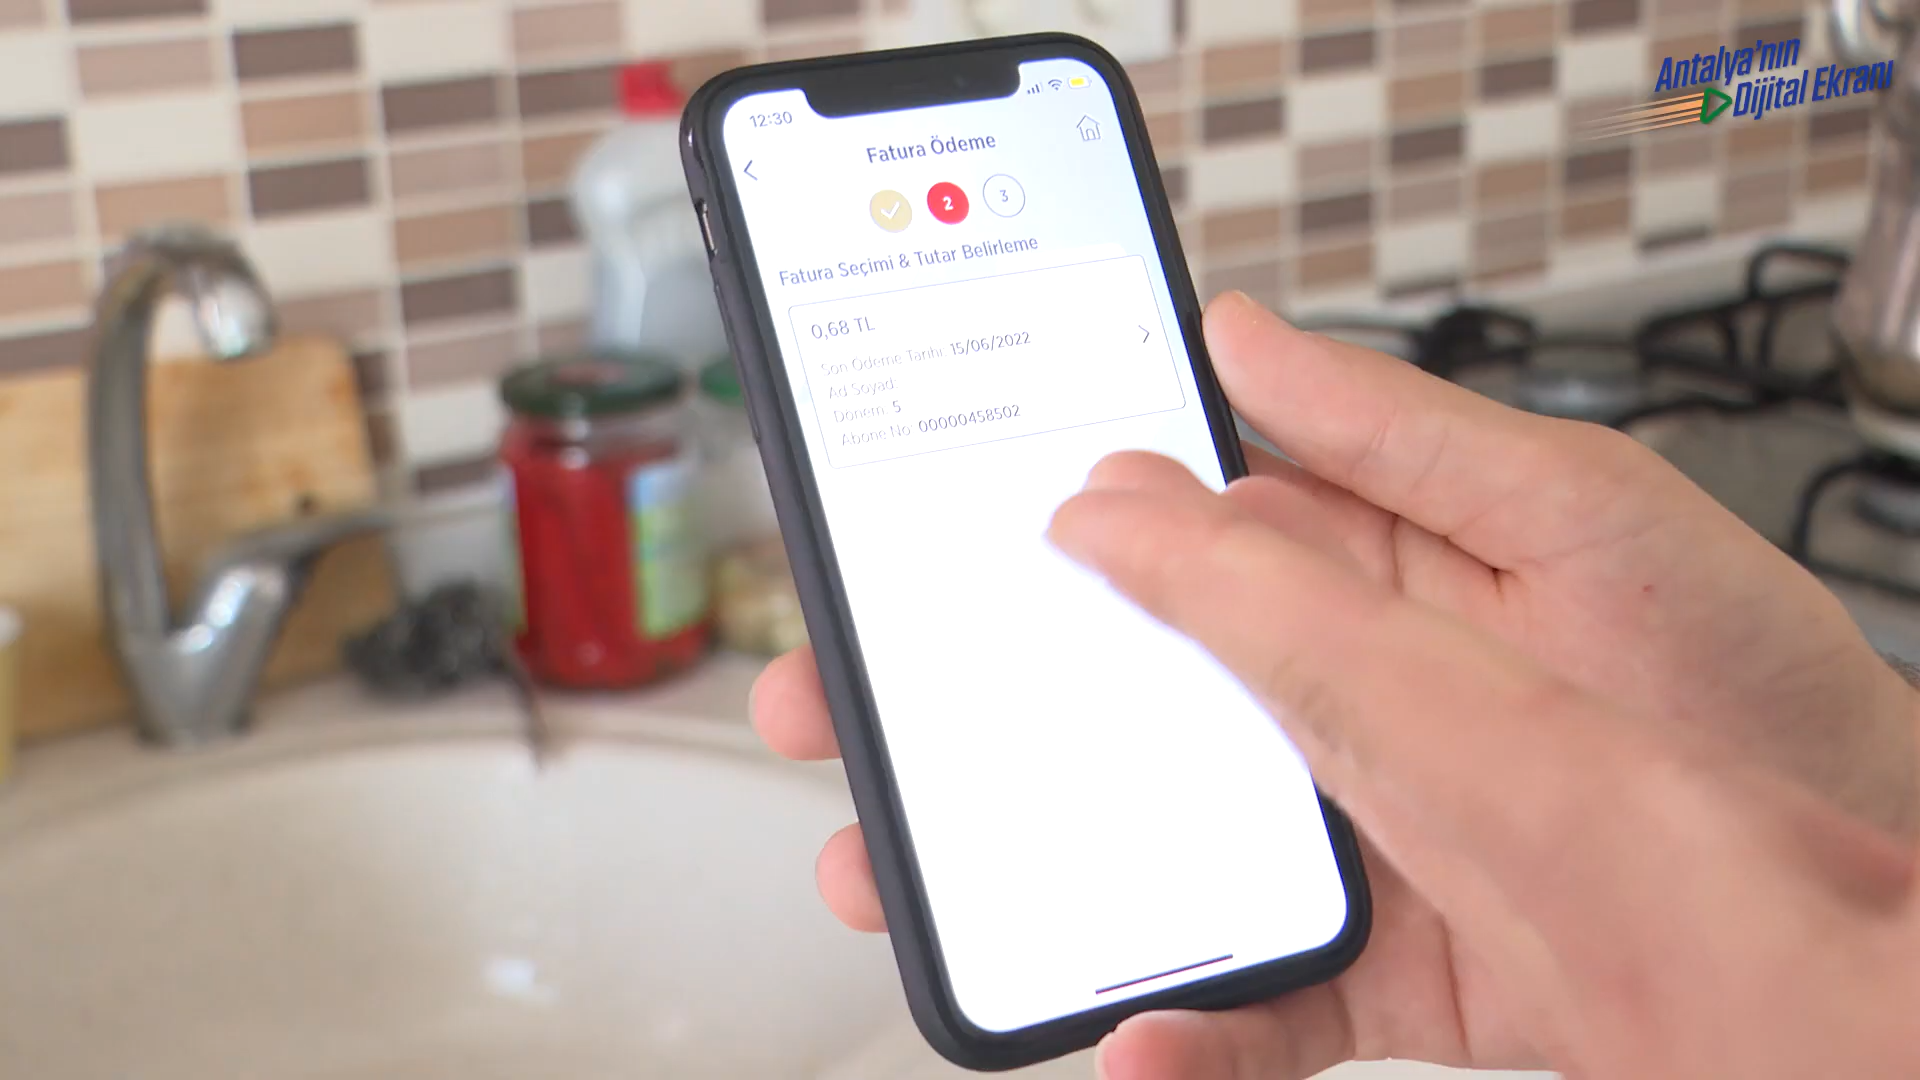 Antalya'nın
Dijital Ekranı
12:30
Fatura Ödeme
2
3
Fatura Seçimi & Tutar Belirleme
0,68 TL
Son Ödeme Tarihi: 15/06/2022
Ad Soyad:
Dönem: 5
Abone No: 00000458502